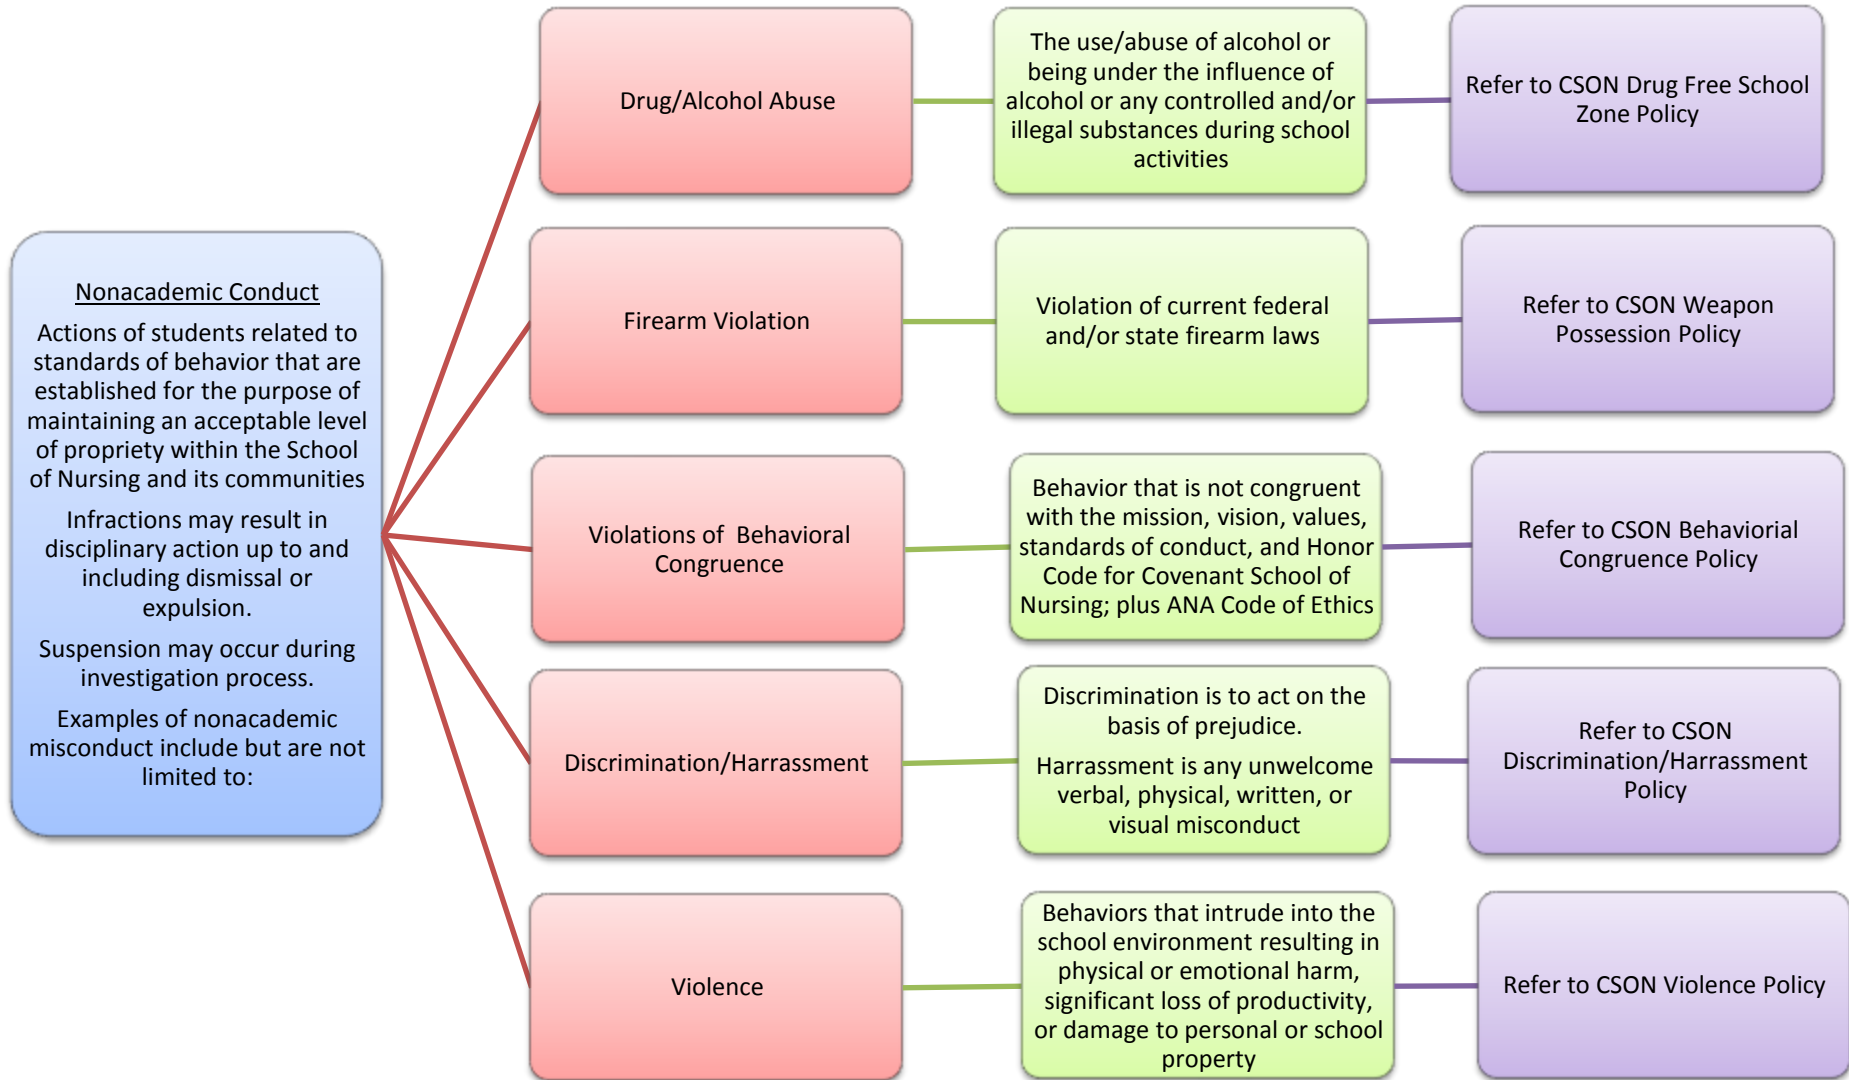 Nonacademic Conduct
Actions of students related to
standards of behavior that are
established for the purpose of
maintaining an acceptable level
of propriety within the School
of Nursing and its communities
Infractions may result in
disciplinary action up to and
including dismissal or
expulsion.
Suspension may occur during
investigation process.
Examples of nonacademic
misconduct include but are not
limited to:
Drug/Alcohol Abuse
The use/abuse of alcohol or
being under the influence of
alcohol or any controlled and/or
illegal substances during school
activities
Refer to CSON Drug Free School
Zone Policy
Firearm Violation
Violation of current federal
and/or state firearm laws
Refer to CSON Weapon
Possession Policy
Violations of  Behavioral
Congruence
Behavior that is not congruent
with the mission, vision, values,
standards of conduct, and Honor
Code for Covenant School of
Nursing; plus ANA Code of Ethics
Refer to CSON Behaviorial
Congruence Policy
Discrimination/Harrassment
Discrimination is to act on the
basis of prejudice.
Harrassment is any unwelcome
verbal, physical, written, or
visual misconduct
Refer to CSON
Discrimination/Harrassment
Policy
Violence
Behaviors that intrude into the
school environment resulting in
physical or emotional harm,
significant loss of productivity,
or damage to personal or school
property
Refer to CSON Violence Policy